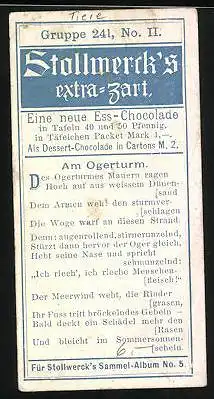 Tiere
Gruppe 241, No. II.
Stollwerck's
extra-zart.
Eine neue Ess-Chocolade
in Tafeln 40 und 50 Pfennig.
in Täfelchen Packet Mark 1,—.
Als Dessert-Chocolade in Cartons M. 2.
Am Ogerturm.
Des Ogerturmes Mauern ragen
Hoch auf aus weissem Dünen-
[sand
Dem Armen weh! den sturmver-
[schlagen
Die Woge warf an diesen Strand.
Denn: augenrollend, stirnerunzelnd,
Stürzt dann hervor der Oger gleich,
Hebt seine Nase und spricht
schmunzelnd:
„Ich riech', ich rieche Menschen-
[fleisch!"
Der Meerwind weht, die Rinder
[grasen,
Ihr Fuss tritt bröckelndes Gebein –
Bald deckt ein Schädel mehr den
[Rasen
Und bleicht im Sommersonnen-
[schein.
6.—
Für Stollwerck's Sammel-Album No. 5.